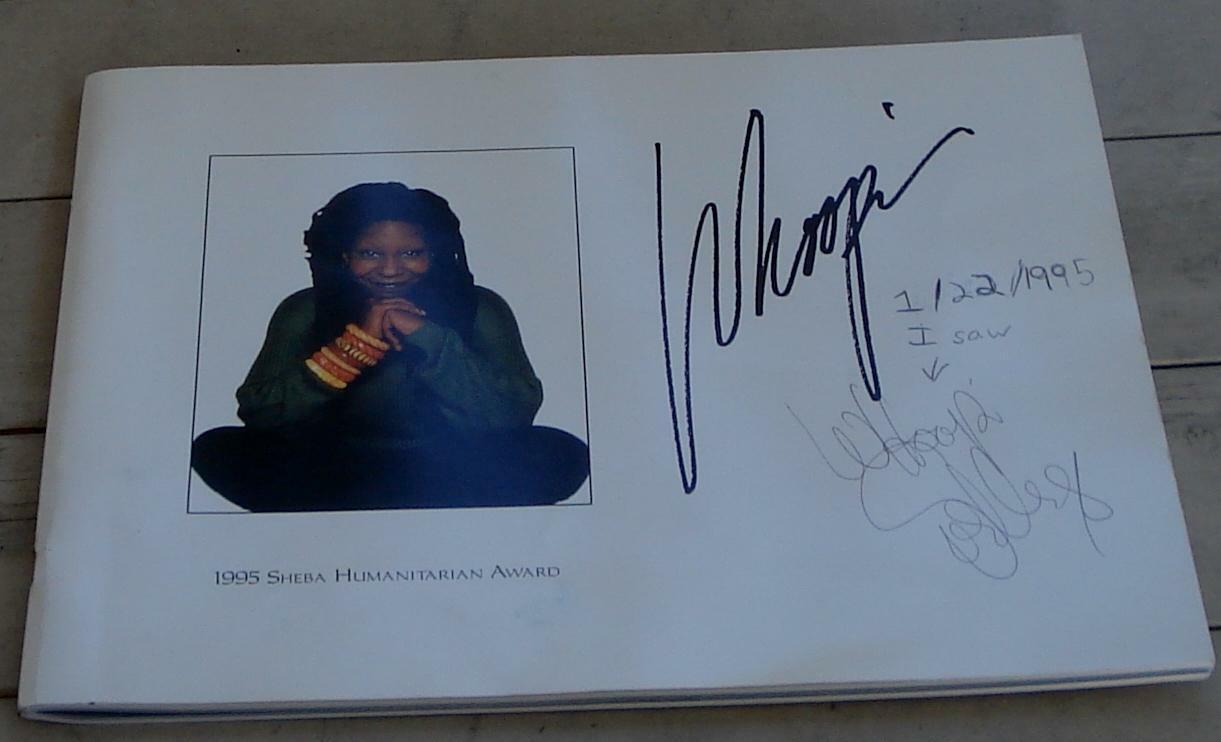 Whoopi
1/22/1995
I saw
Whoopi
1995 SHEBA HUMANITARIAN AWARD